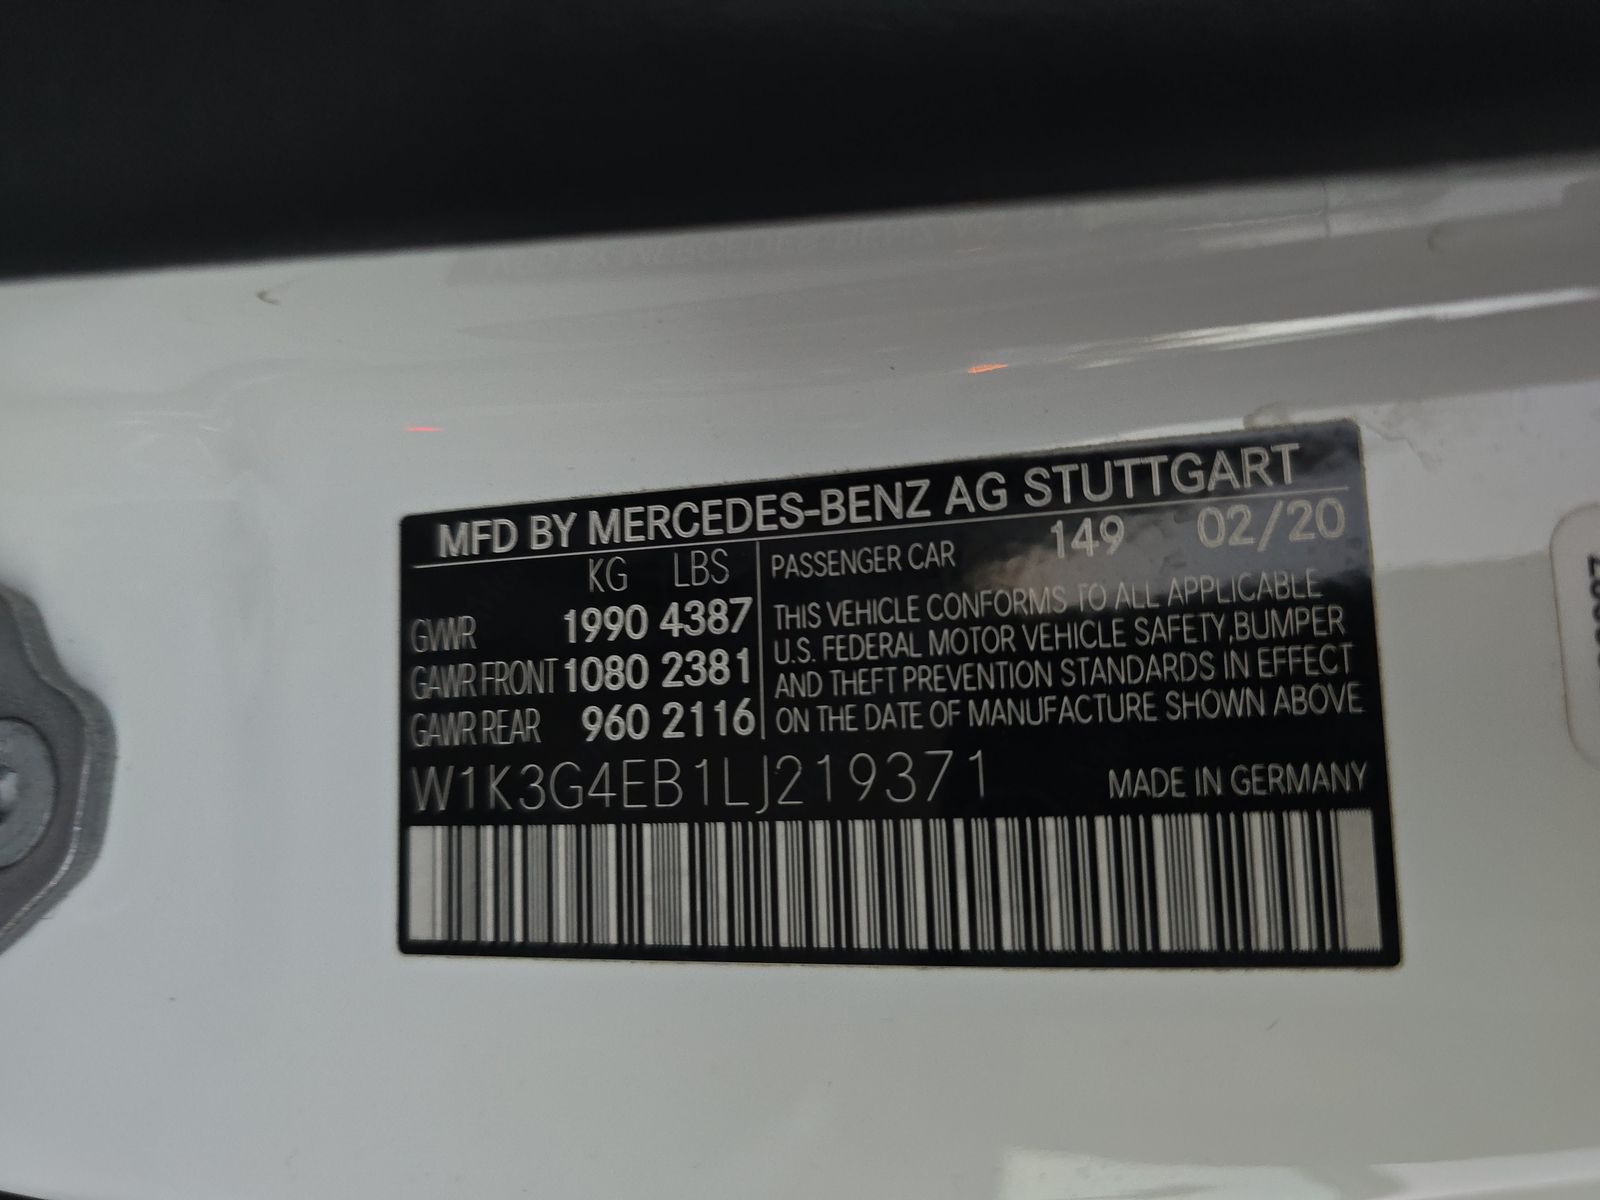 MFD BY MERCEDES-BENZ AG STUTTGART
KG LBS
GVWR 1990 4387
GAWR FRONT 1080 2381
GAWR REAR 960 2116
PASSENGER CAR 149 02/20
THIS VEHICLE CONFORMS TO ALL APPLICABLE
U.S. FEDERAL MOTOR VEHICLE SAFETY,BUMPER
AND THEFT PREVENTION STANDARDS IN EFFECT
ON THE DATE OF MANUFACTURE SHOWN ABOVE
W1K3G4EB1LJ219371 MADE IN GERMANY